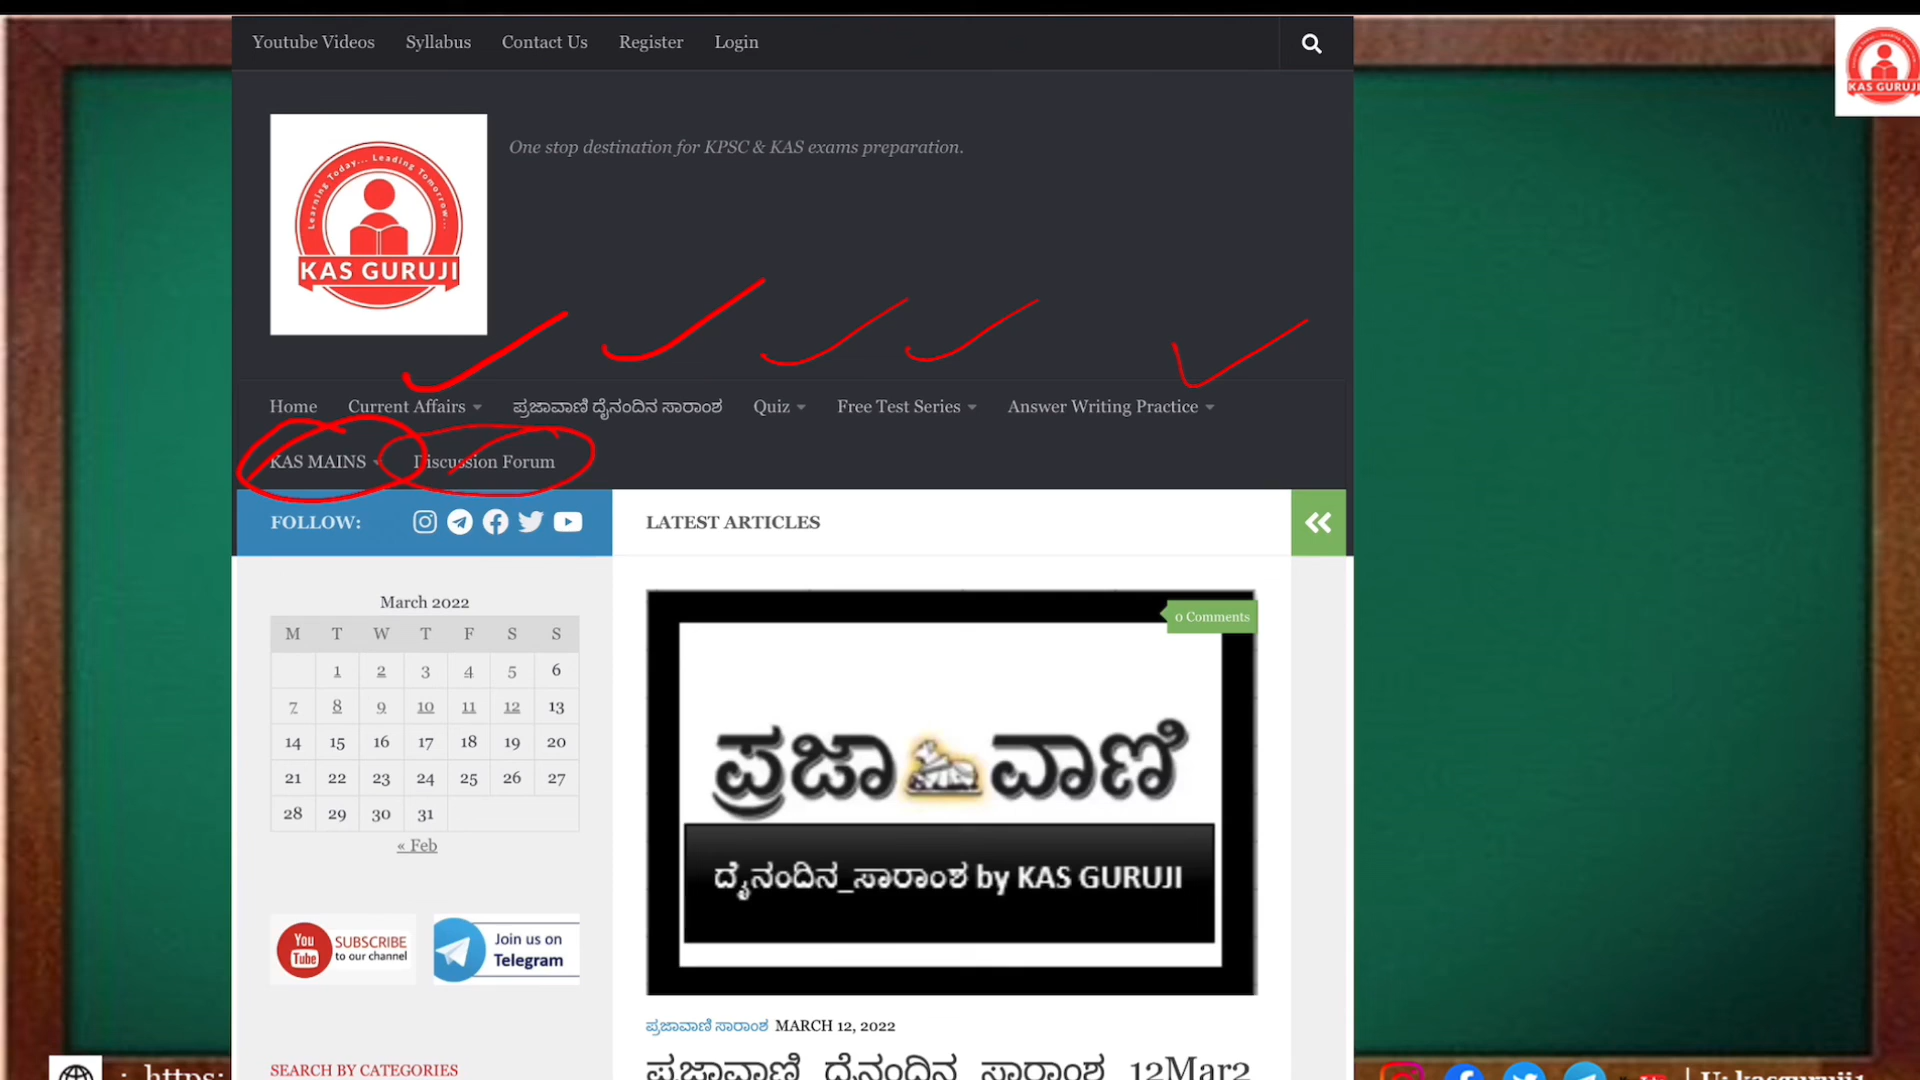 Youtube Videos Syllabus Contact Us Register Login
KAS GURUJI
One stop destination for KPSC & KAS exams preparation.
Learning Today... Leading Tomorrow...
KAS GURUJI
Home Current Affairs ಪ್ರಜಾವಾಣಿ ದೈನಂದಿನ ಸಾರಾಂಶ Quiz Free Test Series Answer Writing Practice
KAS MAINS Discussion Forum
FOLLOW:
LATEST ARTICLES
March 2022
M T W T F S S
1 2 3 4 5 6
7 8 9 10 11 12 13
14 15 16 17 18 19 20
21 22 23 24 25 26 27
28 29 30 31
« Feb
0 Comments
ಪ್ರಜಾವಾಣಿ
ದೈನಂದಿನ_ಸಾರಾಂಶ by KAS GURUJI
You Tube SUBSCRIBE to our channel
Join us on Telegram
ಪ್ರಜಾವಾಣಿ ಸಾರಾಂಶ MARCH 12, 2022
ಪ್ರಜಾವಾಣಿ ದೈನಂದಿನ ಸಾರಾಂಶ 12Mar2
SEARCH BY CATEGORIES
: https:
| U: kasguruji1